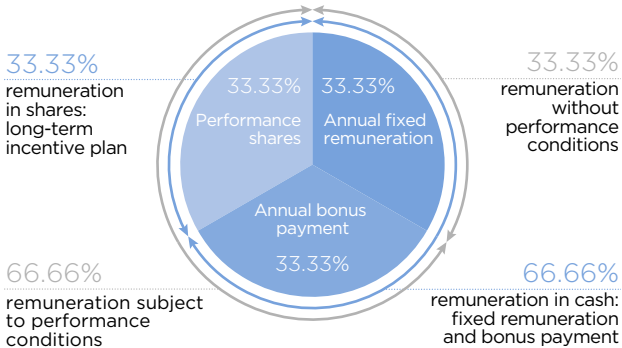 33.33%
remuneration
in shares:
long-term
incentive plan
33.33%
Performance
shares
33.33%
Annual fixed
remuneration
33.33%
remuneration
without
performance
conditions
Annual bonus
payment
33.33%
66.66%
remuneration subject
to performance
conditions
66.66%
remuneration in cash:
fixed remuneration
and bonus payment